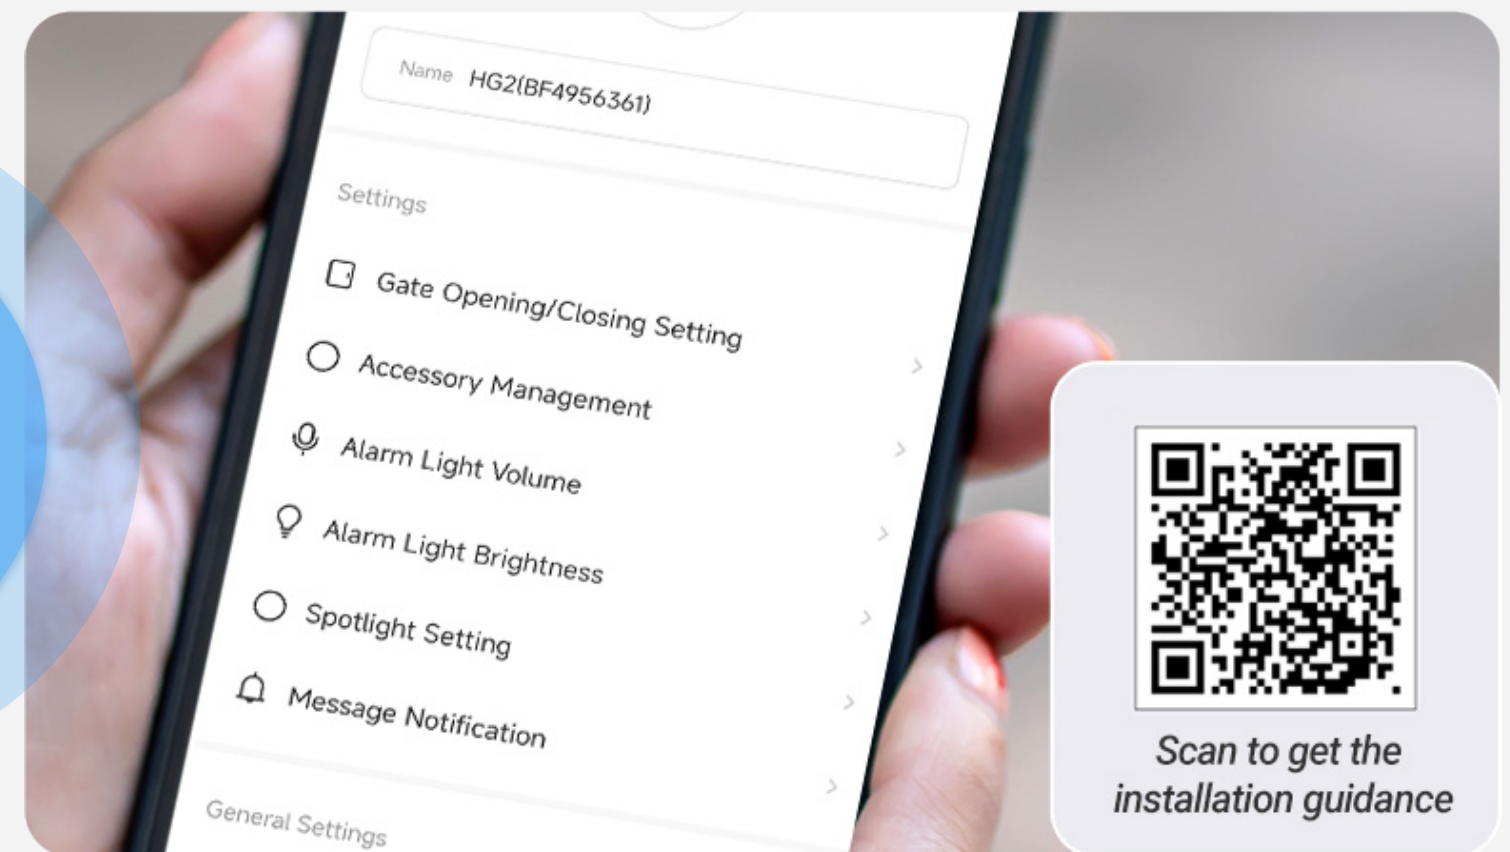 Name HG2(BF4956361)
Settings
Gate Opening/Closing Setting
Accessory Management
Alarm Light Volume
Alarm Light Brightness
Spotlight Setting
Message Notification
General Settings
Scan to get the
installation guidance